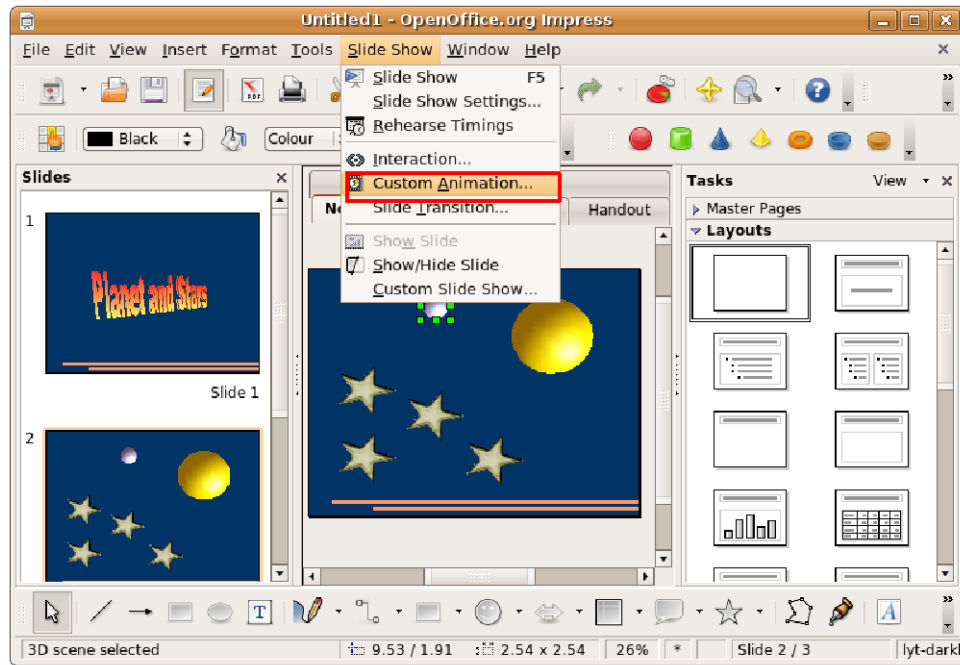 Untitled1 - OpenOffice.org Impress
File Edit View Insert Format Tools Slide Show Window Help
Slide Show F5
Slide Show Settings...
Rehearse Timings
Interaction...
Custom Animation...
Slide Transition...
Show Slide
Show/Hide Slide
Custom Slide Show...
PDF
Black
Colour
Slides
1
Planet and Stars
Slide 1
2
Handout
Tasks View
Master Pages
Layouts
T
A
3D scene selected 9.53 / 1.91 2.54 x 2.54 26% * Slide 2 / 3